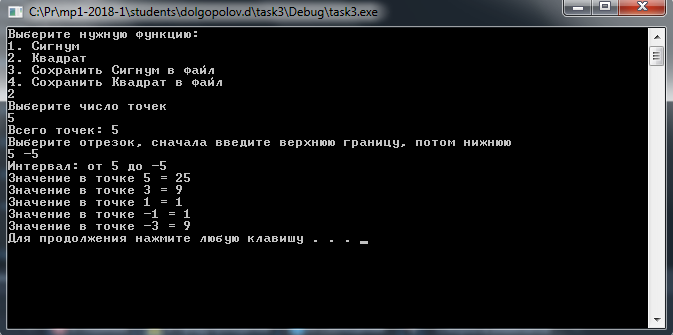 C:\Pr\mp1-2018-1\students\dolgopolov.d\task3\Debug\task3.exe
Выберите нужную функцию:
1. Сигнум
2. Квадрат
3. Сохранить Сигнум в файл
4. Сохранить Квадрат в файл
2
Выберите число точек
5
Всего точек: 5
Выберите отрезок, сначала введите верхнюю границу, потом нижнюю
5 -5
Интервал: от 5 до -5
Значение в точке 5 = 25
Значение в точке 3 = 9
Значение в точке 1 = 1
Значение в точке -1 = 1
Значение в точке -3 = 9
Для продолжения нажмите любую клавишу . . .